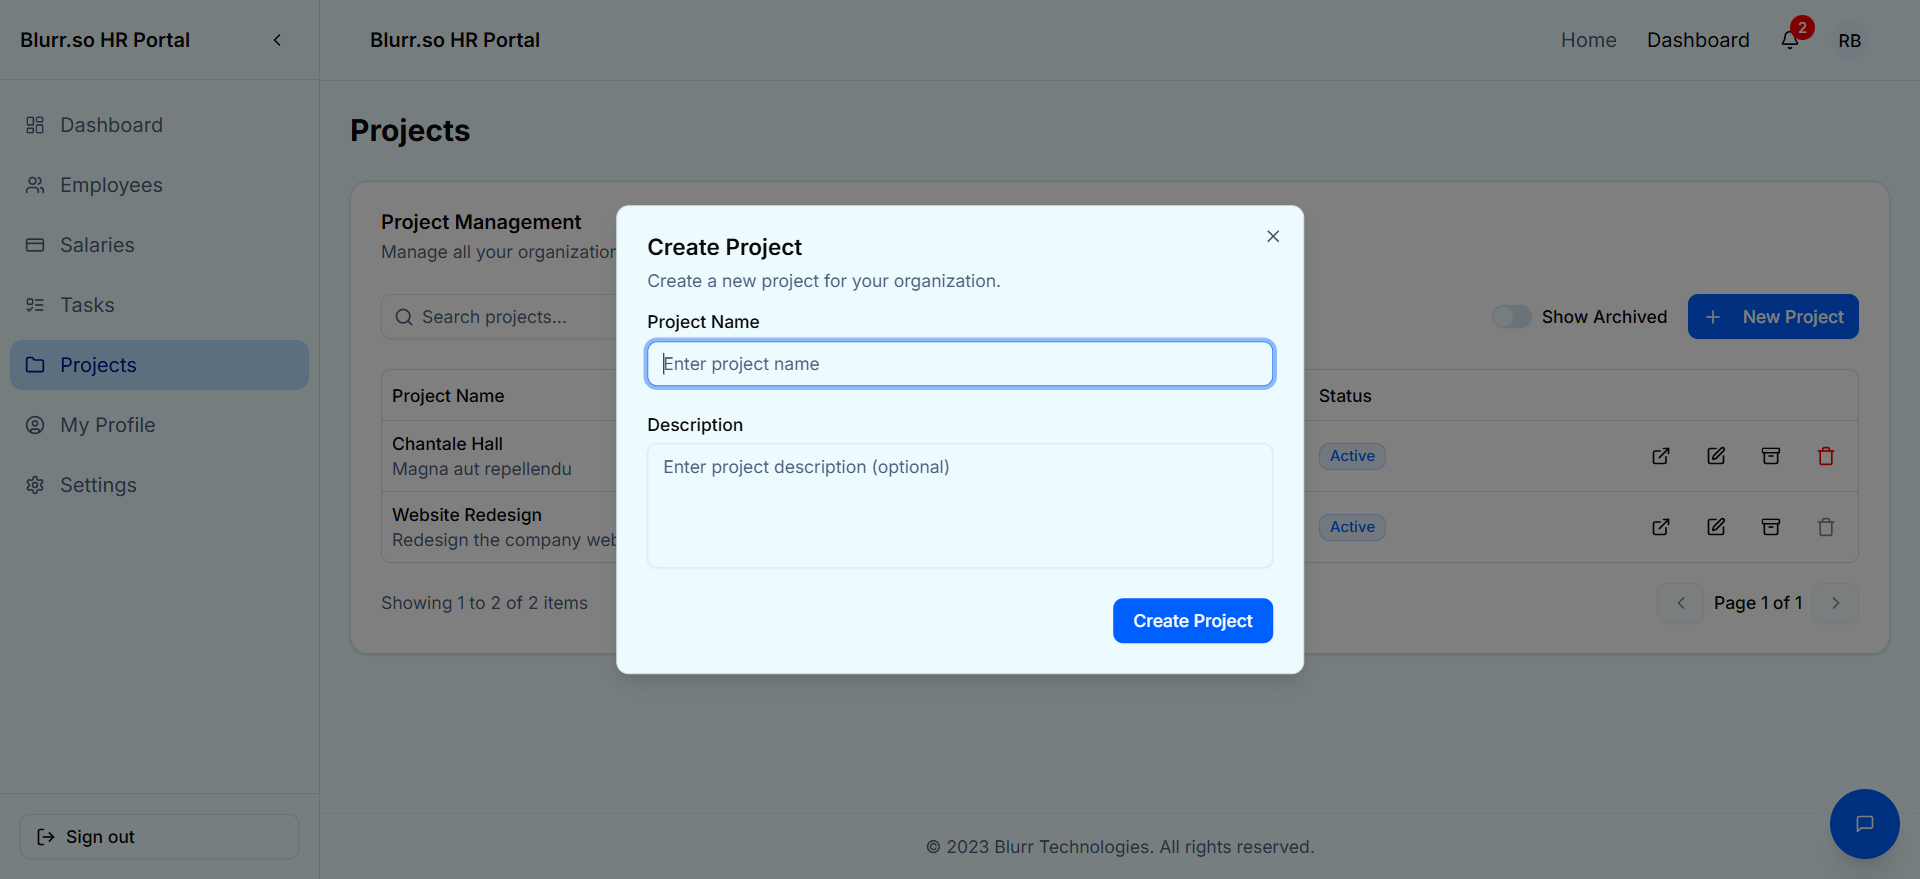 Blurr.so HR Portal
Blurr.so HR Portal
Home
Dashboard
2
RB
Dashboard
Employees
Salaries
Tasks
Projects
My Profile
Settings
Sign out
Projects
Project Management
Manage all your organization
Search projects...
Show Archived
New Project
Project Name
Status
Chantale Hall
Magna aut repellendu
Active
Website Redesign
Redesign the company web
Active
Showing 1 to 2 of 2 items
Page 1 of 1
Create Project
Create a new project for your organization.
Project Name
Enter project name
Description
Enter project description (optional)
Create Project
© 2023 Blurr Technologies. All rights reserved.